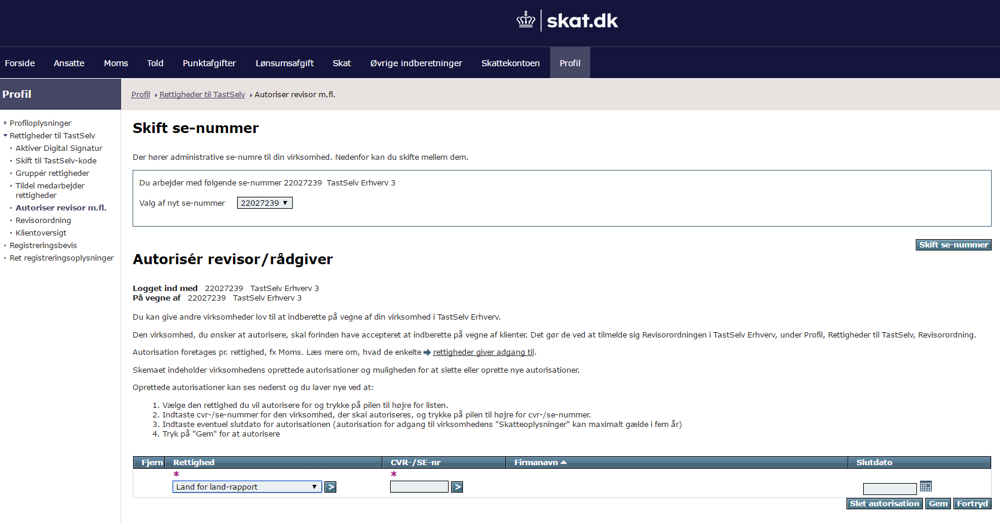 skat.dk
Forside Ansatte Moms Told Punktafgifter Lønsumsafgift Skat Øvrige indberetninger Skattekontoen Profil
Profil
Profiloplysninger
Rettigheder til TastSelv
Aktiver Digital Signatur
Skift til TastSelv-kode
Gruppér rettigheder
Tildel medarbejder
rettigheder
Autoriser revisor m.fl.
Revisorordning
Klientoversigt
Registreringsbevis
Ret registreringsoplysninger
Profil Rettigheder til TastSelv Autoriser revisor m.fl.
Skift se-nummer
Der hører administrative se-numre til din virksomhed. Nedenfor kan du skifte mellem dem.
Du arbejder med følgende se-nummer 22027239 TastSelv Erhverv 3
Valg af nyt se-nummer 22027239
Skift se-nummer
Autorisér revisor/rådgiver
Logget ind med 22027239 TastSelv Erhverv 3
På vegne af 22027239 TastSelv Erhverv 3
Du kan give andre virksomheder lov til at indberette på vegne af din virksomhed i TastSelv Erhverv.
Den virksomhed, du ønsker at autorisere, skal forinden have accepteret at indberette på vegne af klienter. Det gør de ved at tilmelde sig Revisorordningen i TastSelv Erhverv, under Profil, Rettigheder til TastSelv, Revisorordning.
Autorisation foretages pr. rettighed, fx Moms. Læs mere om, hvad de enkelte rettigheder giver adgang til.
Skemaet indeholder virksomhedens oprettede autorisationer og muligheden for at slette eller oprette nye autorisationer.
Oprettede autorisationer kan ses nederst og du laver nye ved at:
1. Vælge den rettighed du vil autorisere for og trykke på pilen til højre for listen.
2. Indtaste cvr-/se-nummer for den virksomhed, der skal autoriseres, og trykke på pilen til højre for cvr-/se-nummer.
3. Indtaste eventuel slutdato for autorisationen (autorisation for adgang til virksomhedens "Skatteoplysninger" kan maximalt gælde i fem år)
4. Tryk på "Gem" for at autorisere
Fjern Rettighed CVR-/SE-nr Firmanavn Slutdato
* *
Land for land-rapport > >
Slet autorisation Gem Fortryd